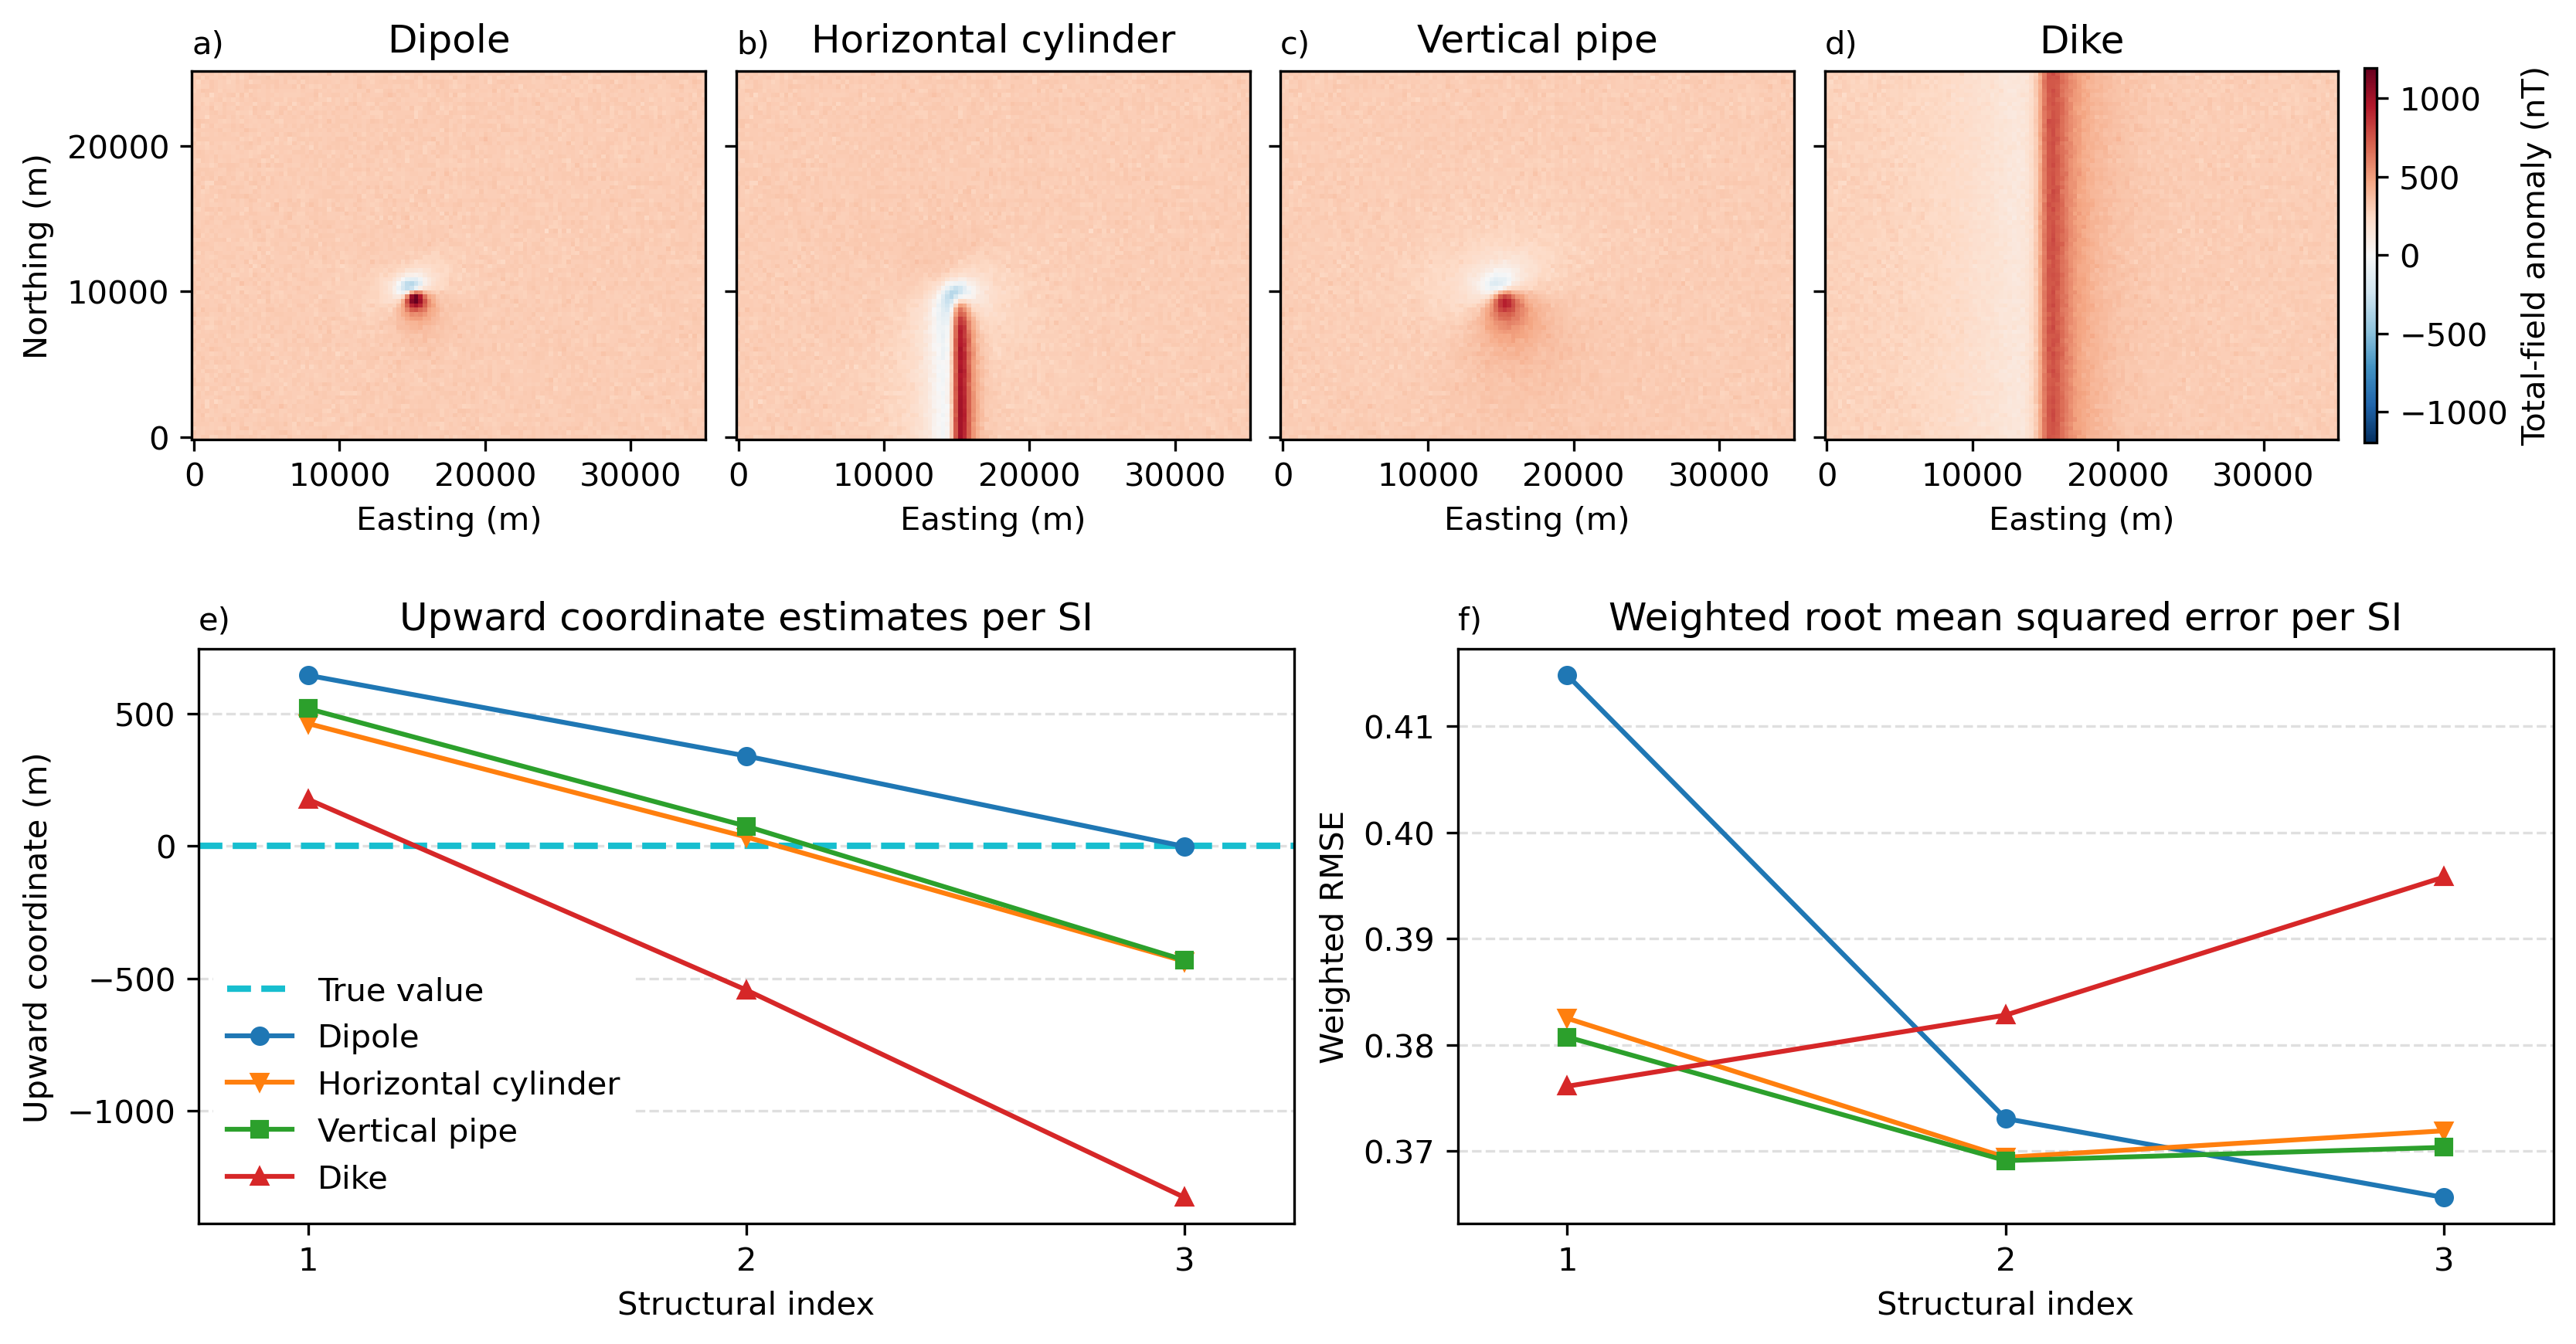 a) Dipole
b) Horizontal cylinder
c) Vertical pipe
d) Dike
Northing (m)
20000
10000
0
0 10000 20000 30000
Easting (m)
0 10000 20000 30000
Easting (m)
0 10000 20000 30000
Easting (m)
0 10000 20000 30000
Easting (m)
1000
500
0
−500
−1000
Total-field anomaly (nT)
e) Upward coordinate estimates per SI
Upward coordinate (m)
500
0
−500
−1000
True value
Dipole
Horizontal cylinder
Vertical pipe
Dike
1 2 3
Structural index
f) Weighted root mean squared error per SI
Weighted RMSE
0.41
0.40
0.39
0.38
0.37
1 2 3
Structural index